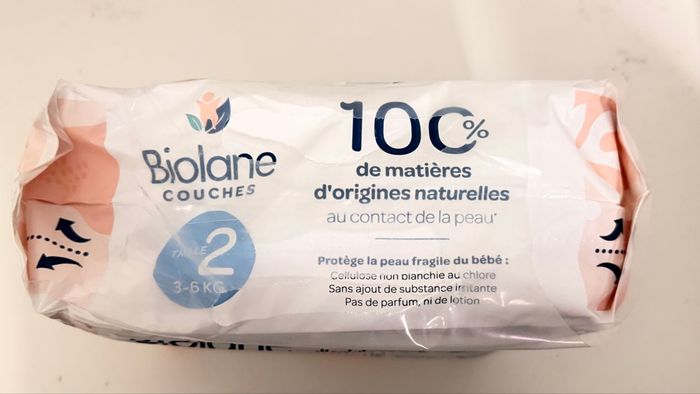 Biolane
COUCHES
TAILLE 2
3-6 KG
100%
de matières
d'origines naturelles
au contact de la peau*
Protège la peau fragile du bébé :
Cellulose non blanchie au chlore
Sans ajout de substance irritante
Pas de parfum, ni de lotion